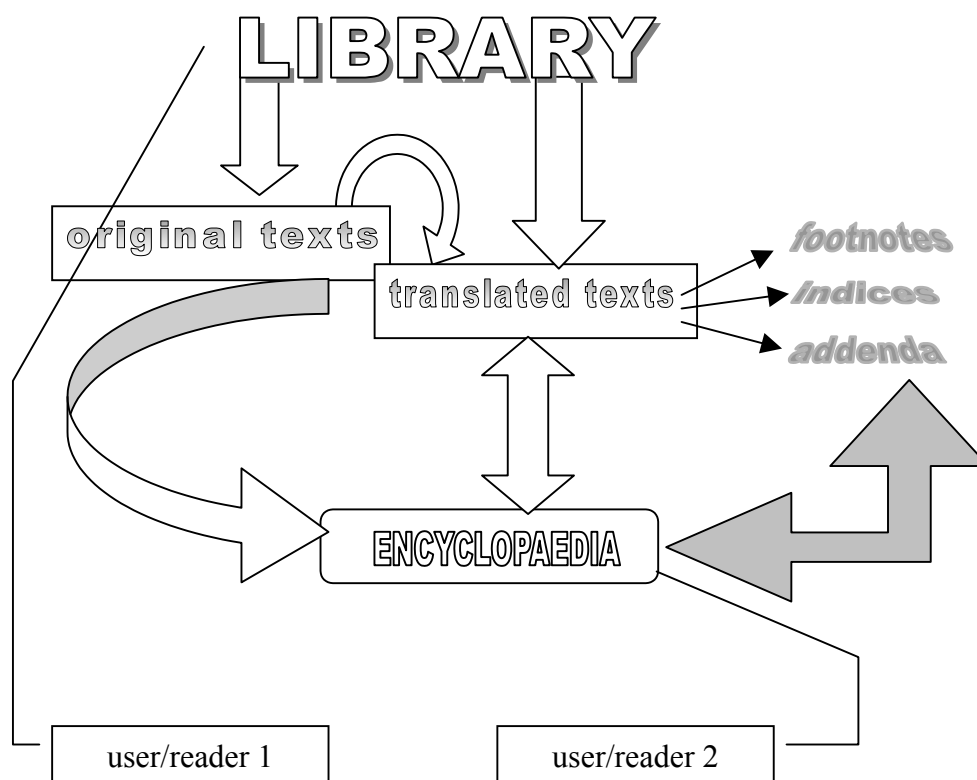 LIBRARY
original texts
translated texts
footnotes
indices
addenda
ENCYCLOPAEDIA
user/reader 1
user/reader 2